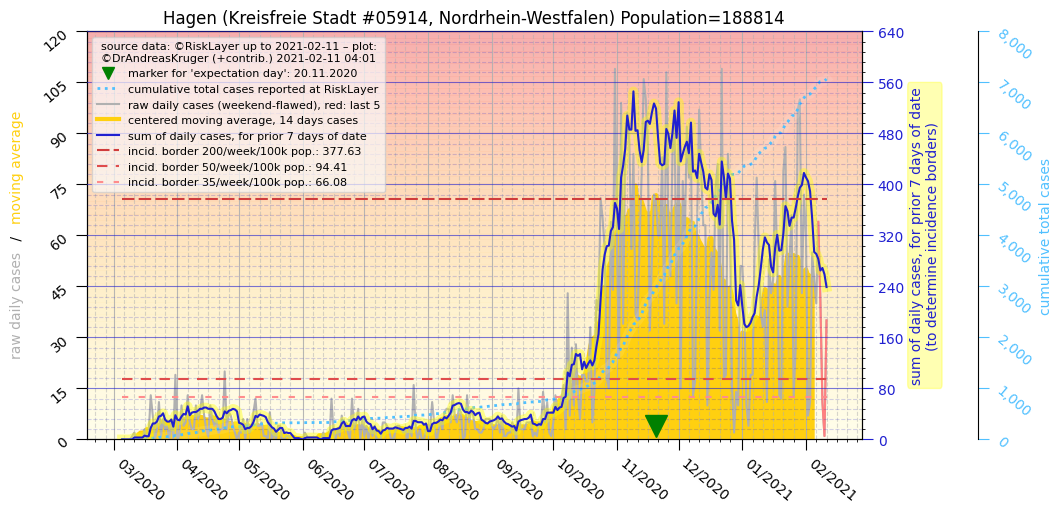 Hagen (Kreisfreie Stadt #05914, Nordrhein-Westfalen) Population=188814
source data: ©RiskLayer up to 2021-02-11 – plot:
©DrAndreasKruger (+contrib.) 2021-02-11 04:01
marker for 'expectation day': 20.11.2020
cumulative total cases reported at RiskLayer
raw daily cases (weekend-flawed), red: last 5
centered moving average, 14 days cases
sum of daily cases, for prior 7 days of date
incid. border 200/week/100k pop.: 377.63
incid. border 50/week/100k pop.: 94.41
incid. border 35/week/100k pop.: 66.08
raw daily cases / moving average
120
105
90
75
60
45
30
15
0
03/2020
04/2020
05/2020
06/2020
07/2020
08/2020
09/2020
10/2020
11/2020
12/2020
01/2021
02/2021
640
560
480
400
320
240
160
80
0
sum of daily cases, for prior 7 days of date
(to determine incidence borders)
8,000
7,000
6,000
5,000
4,000
3,000
2,000
1,000
0
cumulative total cases